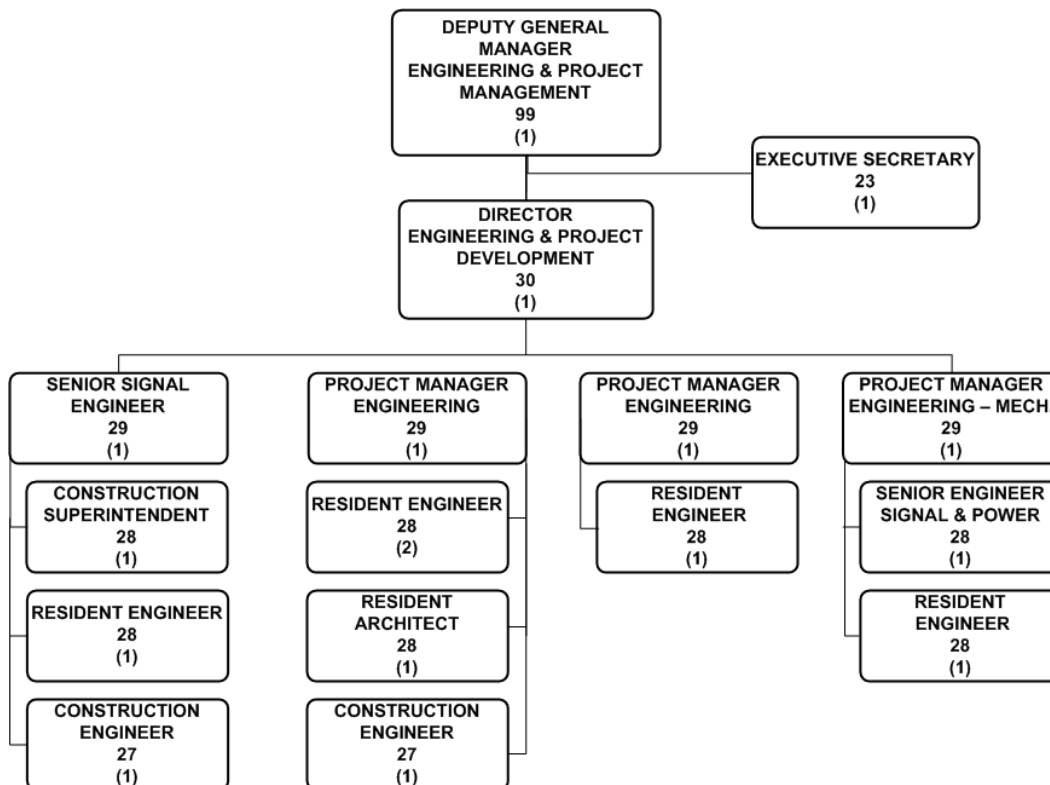 DEPUTY GENERAL
MANAGER
ENGINEERING & PROJECT
MANAGEMENT
99
(1)
EXECUTIVE SECRETARY
23
(1)
DIRECTOR
ENGINEERING & PROJECT
DEVELOPMENT
30
(1)
SENIOR SIGNAL
ENGINEER
29
(1)
PROJECT MANAGER
ENGINEERING
29
(1)
PROJECT MANAGER
ENGINEERING
29
(1)
PROJECT MANAGER
ENGINEERING – MECH.
29
(1)
CONSTRUCTION
SUPERINTENDENT
28
(1)
RESIDENT ENGINEER
28
(2)
RESIDENT
ENGINEER
28
(1)
SENIOR ENGINEER
SIGNAL & POWER
28
(1)
RESIDENT ENGINEER
28
(1)
RESIDENT
ARCHITECT
28
(1)
RESIDENT
ENGINEER
28
(1)
CONSTRUCTION
ENGINEER
27
(1)
CONSTRUCTION
ENGINEER
27
(1)